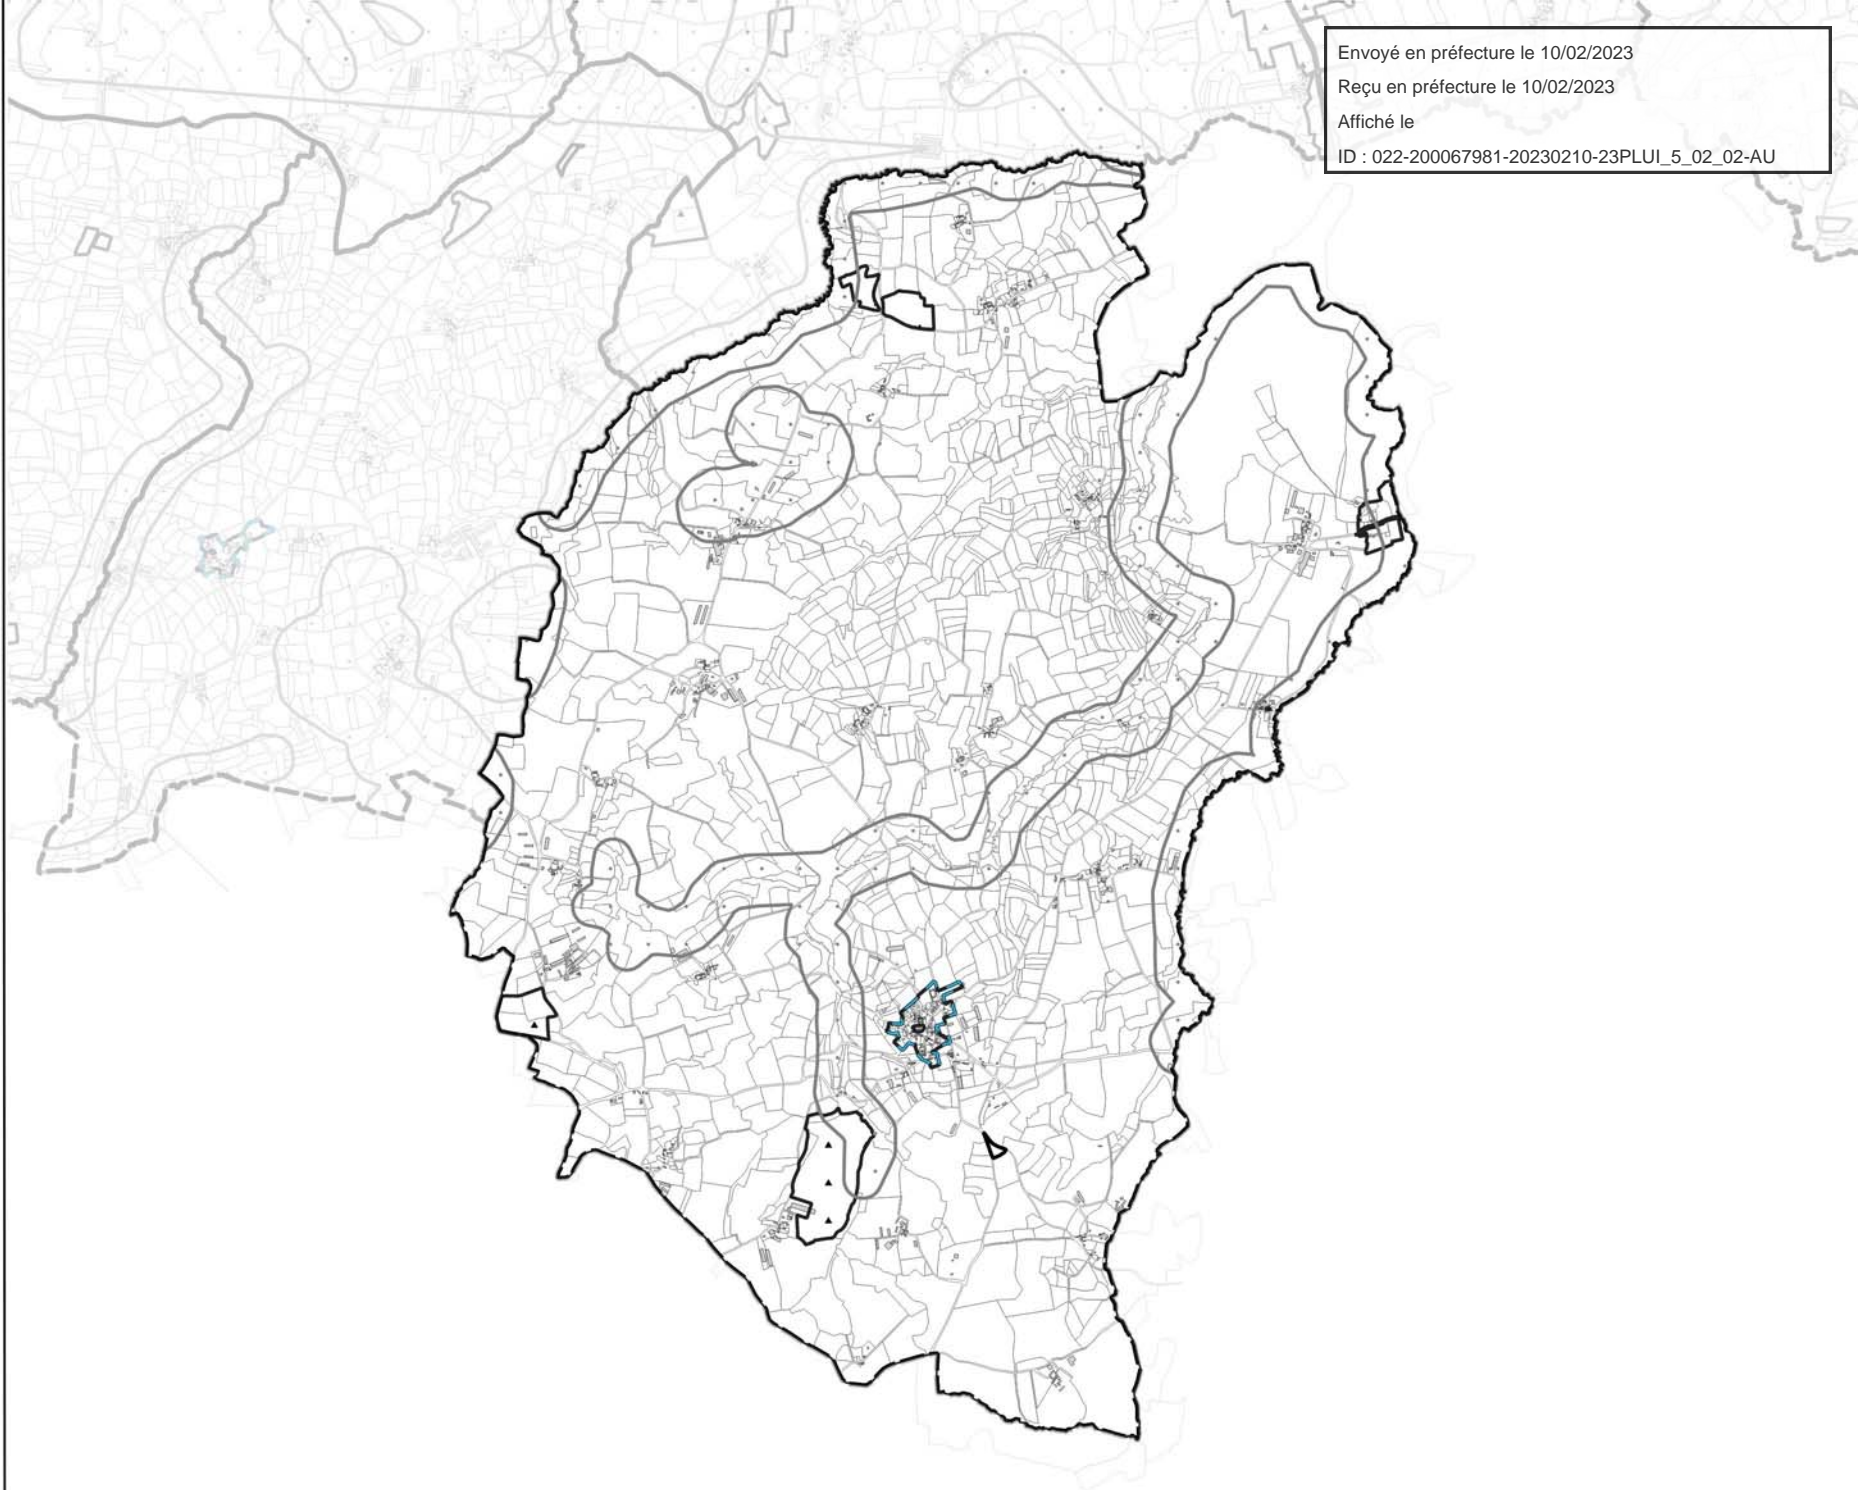 Envoyé en préfecture le 10/02/2023
Reçu en préfecture le 10/02/2023
Affiché le
ID : 022-200067981-20230210-23PLUI_5_02_02-AU